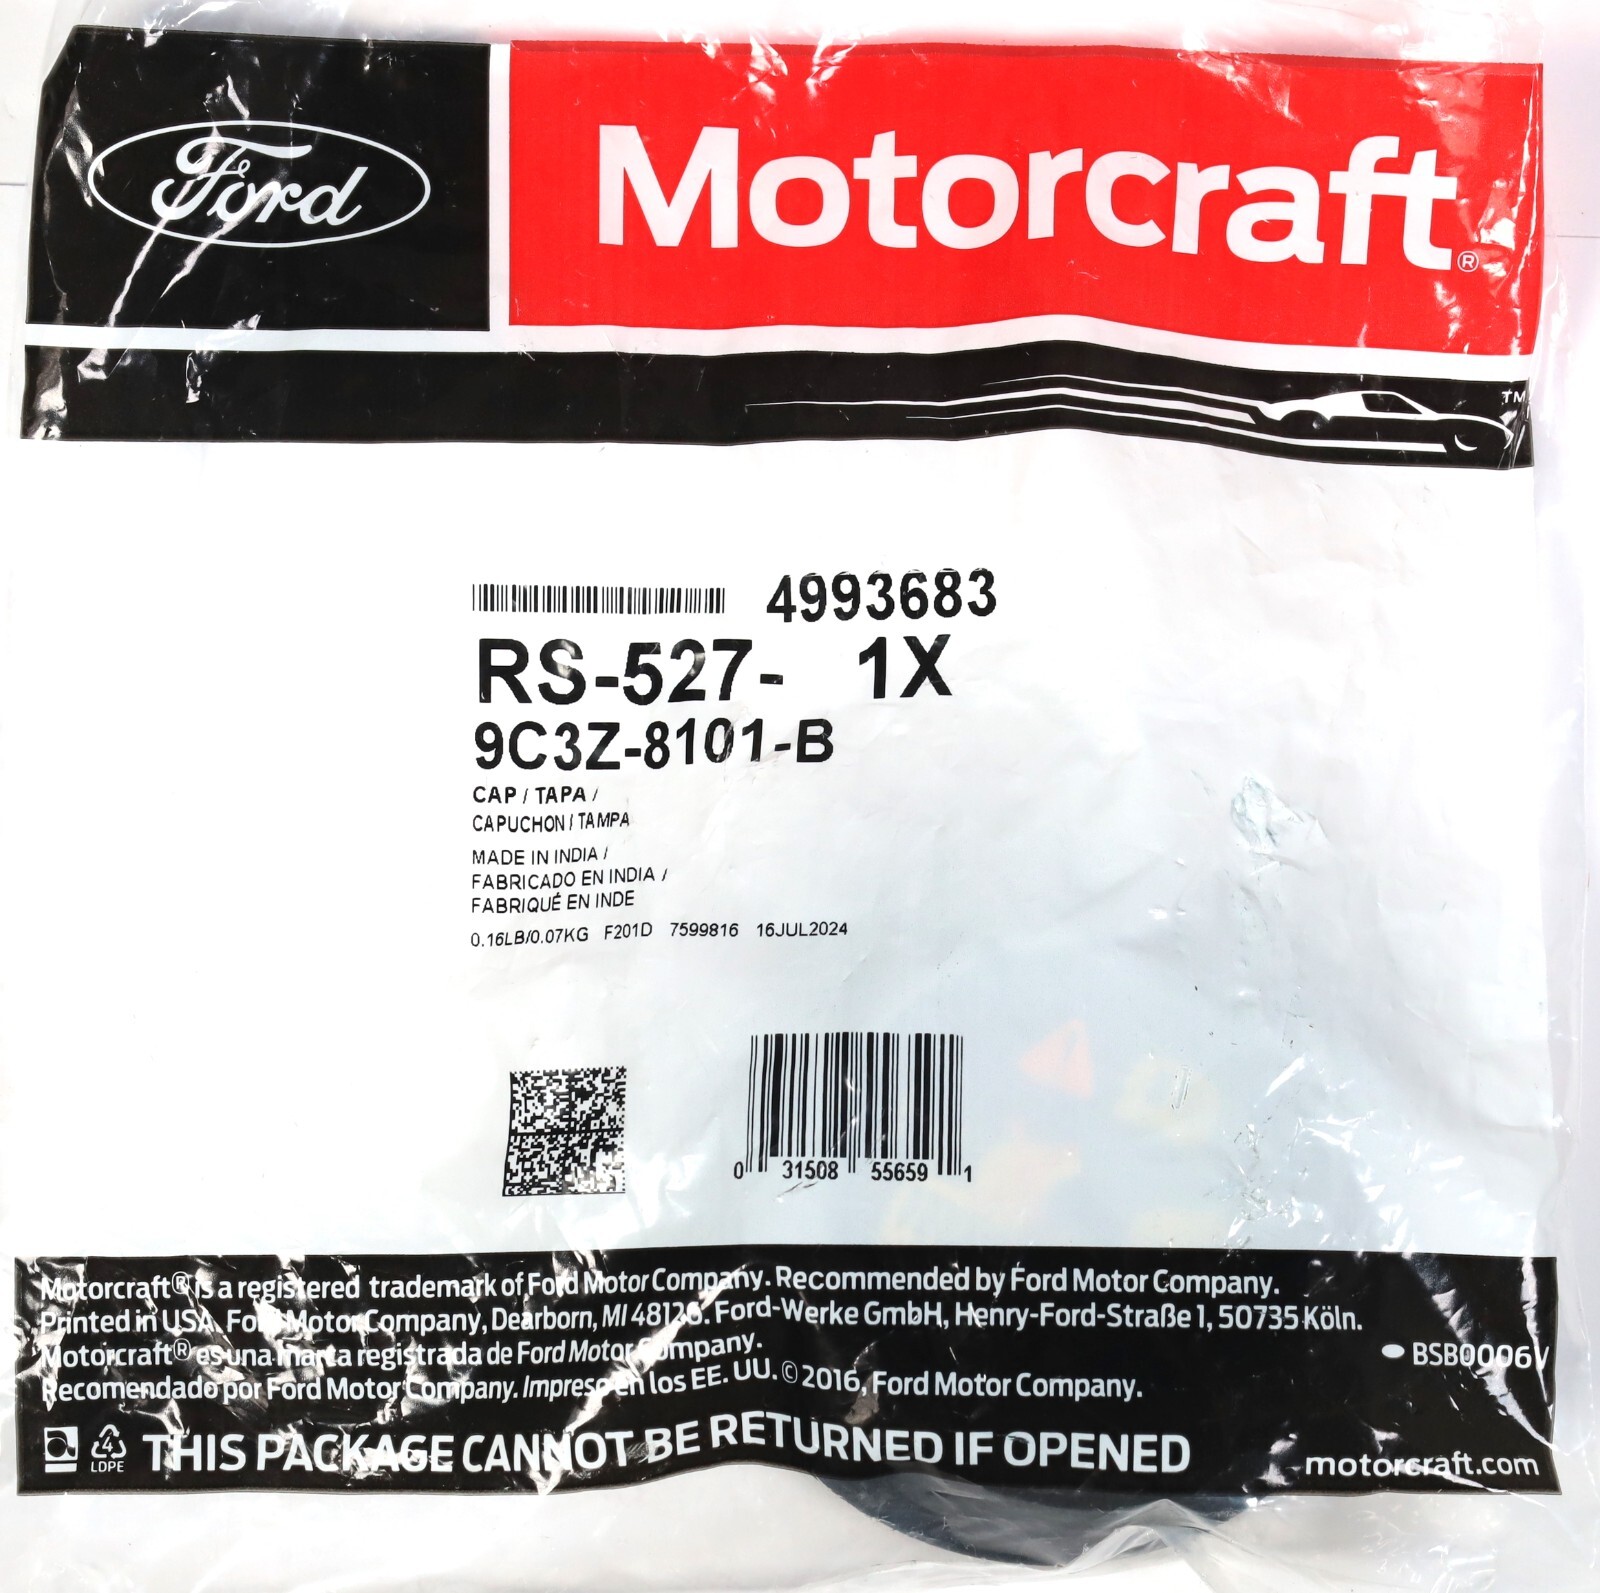 Ford
Motorcraft®
TM
4993683
RS-527- 1X
9C3Z-8101-B
CAP / TAPA /
CAPUCHON / TAMPA
MADE IN INDIA /
FABRICADO EN INDIA /
FABRIQUÉ EN INDE
0.16LB/0.07KG F201D 7599816 16JUL2024
0 31508 55659 1
Motorcraft® is a registered trademark of Ford Motor Company. Recommended by Ford Motor Company.
Printed in USA. Ford Motor Company, Dearborn, MI 48126. Ford-Werke GmbH, Henry-Ford-Straße 1, 50735 Köln.
Motorcraft® es una marca registrada de Ford Motor Company.
Recomendado por Ford Motor Company. Impreso en los EE. UU. © 2016, Ford Motor Company.
BSB0006V
4
LDPE
THIS PACKAGE CANNOT BE RETURNED IF OPENED
motorcraft.com